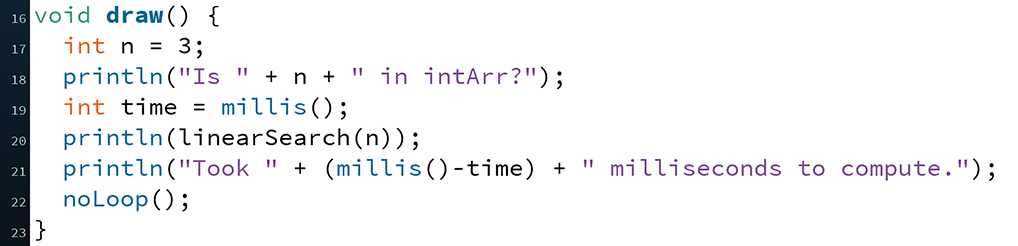 16 void draw() {
17   int n = 3;
18   println("Is " + n + " in intArr?");
19   int time = millis();
20   println(linearSearch(n));
21   println("Took " + (millis()-time) + " milliseconds to compute.");
22   noLoop();
23 }